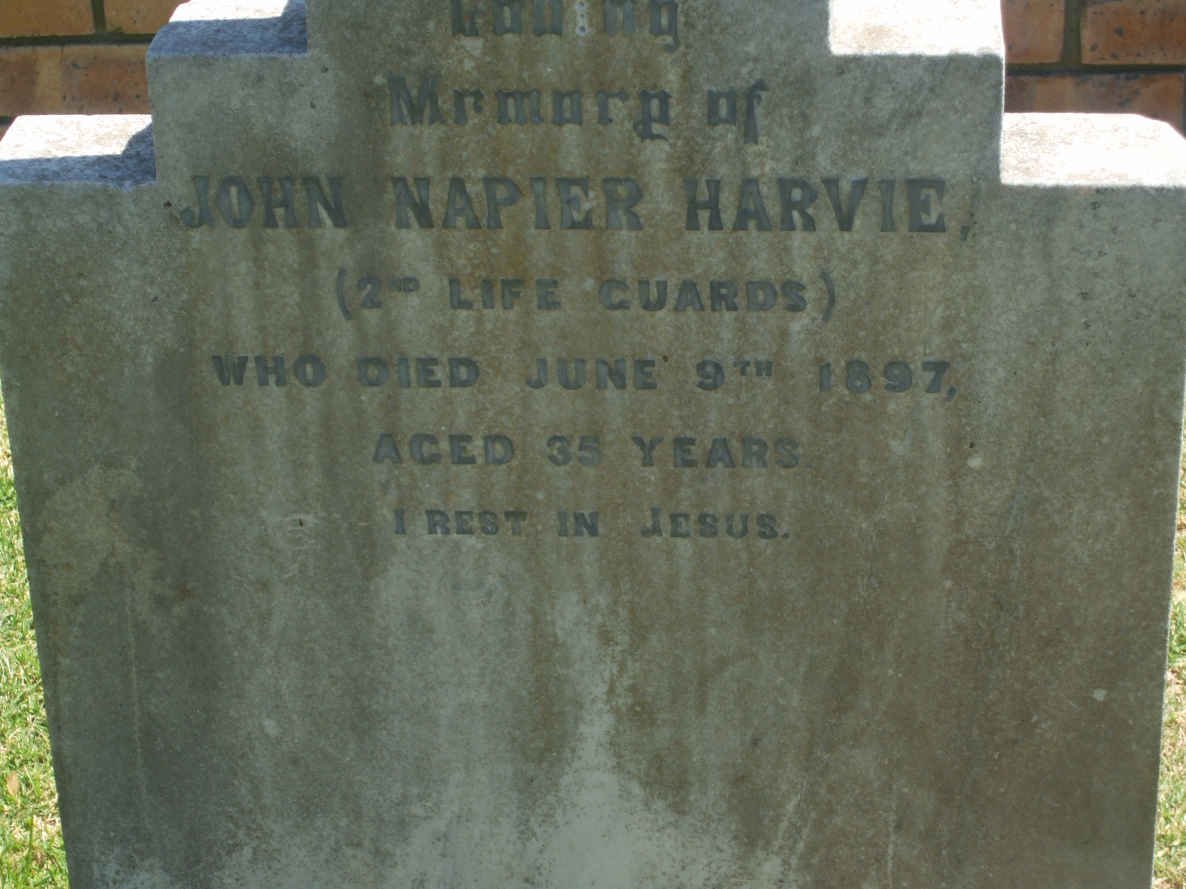 Loving
Memory of
JOHN NAPIER HARVIE,
(2ND LIFE GUARDS)
WHO DIED JUNE 9TH 1897,
AGED 35 YEARS.
I REST IN JESUS.